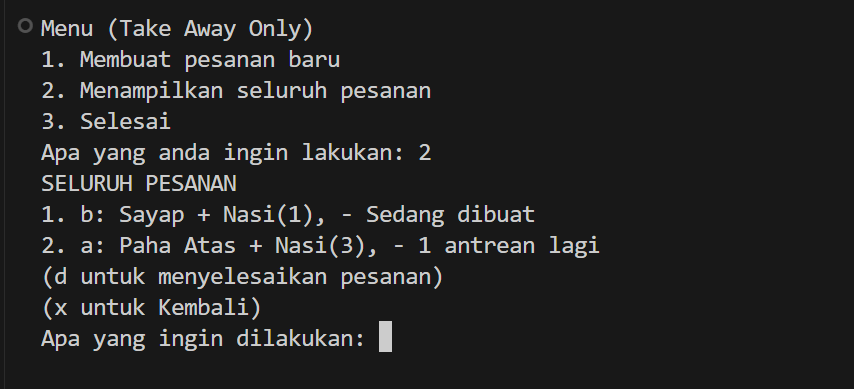 Menu (Take Away Only)
1. Membuat pesanan baru
2. Menampilkan seluruh pesanan
3. Selesai
Apa yang anda ingin lakukan: 2
SELURUH PESANAN
1. b: Sayap + Nasi(1), - Sedang dibuat
2. a: Paha Atas + Nasi(3), - 1 antrean lagi
(d untuk menyelesaikan pesanan)
(x untuk Kembali)
Apa yang ingin dilakukan: